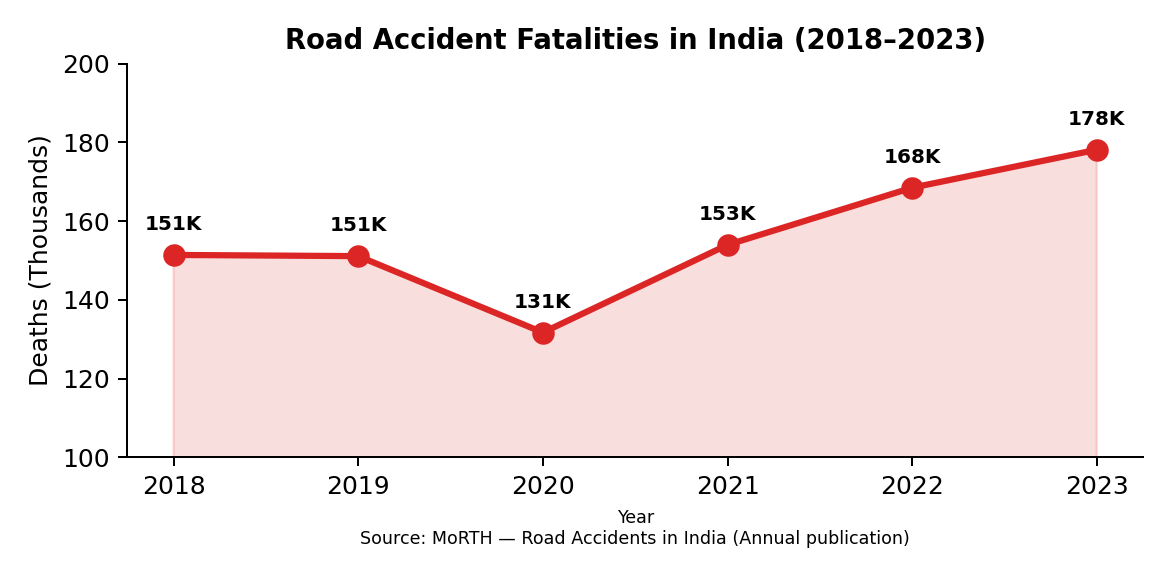 Road Accident Fatalities in India (2018–2023)
Deaths (Thousands)
200
180
160
140
120
100
151K
151K
131K
153K
168K
178K
2018
2019
2020
2021
2022
2023
Year
Source: MoRTH — Road Accidents in India (Annual publication)